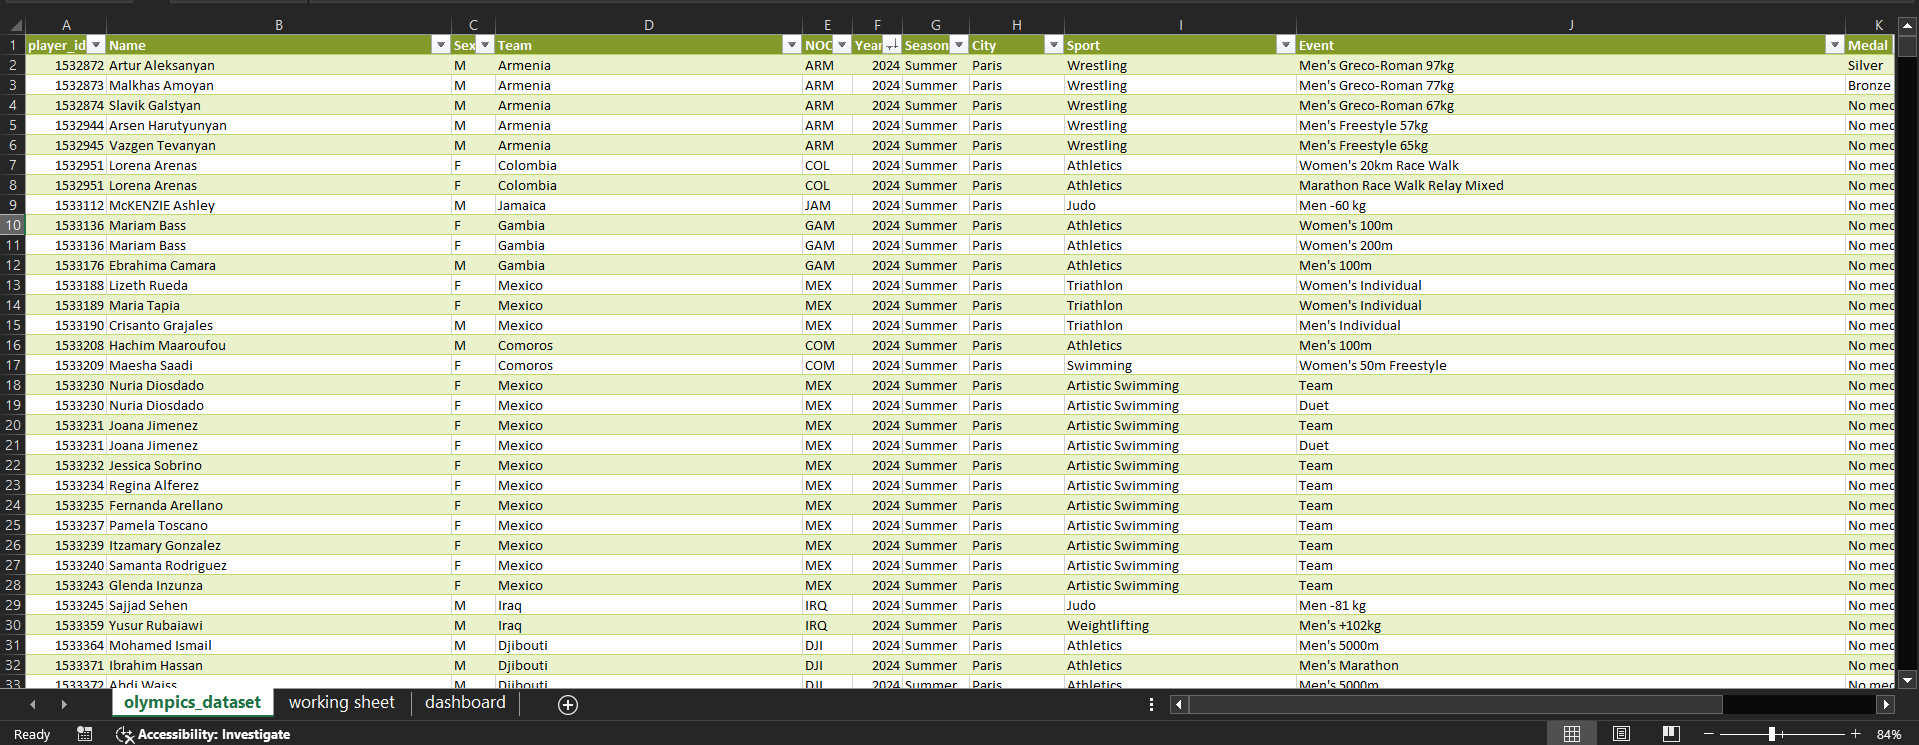 A B C D E F G H I J K
1 player_id Name Sex Team NOC Year Season City Sport Event Medal
2 1532872 Artur Aleksanyan M Armenia ARM 2024 Summer Paris Wrestling Men's Greco-Roman 97kg Silver
3 1532873 Malkhas Amoyan M Armenia ARM 2024 Summer Paris Wrestling Men's Greco-Roman 77kg Bronze
4 1532874 Slavik Galstyan M Armenia ARM 2024 Summer Paris Wrestling Men's Greco-Roman 67kg No med
5 1532944 Arsen Harutyunyan M Armenia ARM 2024 Summer Paris Wrestling Men's Freestyle 57kg No med
6 1532945 Vazgen Tevanyan M Armenia ARM 2024 Summer Paris Wrestling Men's Freestyle 65kg No med
7 1532951 Lorena Arenas F Colombia COL 2024 Summer Paris Athletics Women's 20km Race Walk No med
8 1532951 Lorena Arenas F Colombia COL 2024 Summer Paris Athletics Marathon Race Walk Relay Mixed No med
9 1533112 McKENZIE Ashley M Jamaica JAM 2024 Summer Paris Judo Men -60 kg No med
10 1533136 Mariam Bass F Gambia GAM 2024 Summer Paris Athletics Women's 100m No med
11 1533136 Mariam Bass F Gambia GAM 2024 Summer Paris Athletics Women's 200m No med
12 1533176 Ebrahima Camara M Gambia GAM 2024 Summer Paris Athletics Men's 100m No med
13 1533188 Lizeth Rueda F Mexico MEX 2024 Summer Paris Triathlon Women's Individual No med
14 1533189 Maria Tapia F Mexico MEX 2024 Summer Paris Triathlon Women's Individual No med
15 1533190 Crisanto Grajales M Mexico MEX 2024 Summer Paris Triathlon Men's Individual No med
16 1533208 Hachim Maaroufou M Comoros COM 2024 Summer Paris Athletics Men's 100m No med
17 1533209 Maesha Saadi F Comoros COM 2024 Summer Paris Swimming Women's 50m Freestyle No med
18 1533230 Nuria Diosdado F Mexico MEX 2024 Summer Paris Artistic Swimming Team No med
19 1533230 Nuria Diosdado F Mexico MEX 2024 Summer Paris Artistic Swimming Duet No med
20 1533231 Joana Jimenez F Mexico MEX 2024 Summer Paris Artistic Swimming Team No med
21 1533231 Joana Jimenez F Mexico MEX 2024 Summer Paris Artistic Swimming Duet No med
22 1533232 Jessica Sobrino F Mexico MEX 2024 Summer Paris Artistic Swimming Team No med
23 1533234 Regina Alferez F Mexico MEX 2024 Summer Paris Artistic Swimming Team No med
24 1533235 Fernanda Arellano F Mexico MEX 2024 Summer Paris Artistic Swimming Team No med
25 1533237 Pamela Toscano F Mexico MEX 2024 Summer Paris Artistic Swimming Team No med
26 1533239 Itzamary Gonzalez F Mexico MEX 2024 Summer Paris Artistic Swimming Team No med
27 1533240 Samanta Rodriguez F Mexico MEX 2024 Summer Paris Artistic Swimming Team No med
28 1533243 Glenda Inzunza F Mexico MEX 2024 Summer Paris Artistic Swimming Team No med
29 1533245 Sajjad Sehen M Iraq IRQ 2024 Summer Paris Judo Men -81 kg No med
30 1533359 Yusur Rubaiawi M Iraq IRQ 2024 Summer Paris Weightlifting Men's +102kg No med
31 1533364 Mohamed Ismail M Djibouti DJI 2024 Summer Paris Athletics Men's 5000m No med
32 1533371 Ibrahim Hassan M Djibouti DJI 2024 Summer Paris Athletics Men's Marathon No med
33 1533372 Abdi Waiss M Djibouti DJI 2024 Summer Paris Athletics Men's 5000m No med
olympics_dataset working sheet dashboard
Ready Accessibility: Investigate 84%